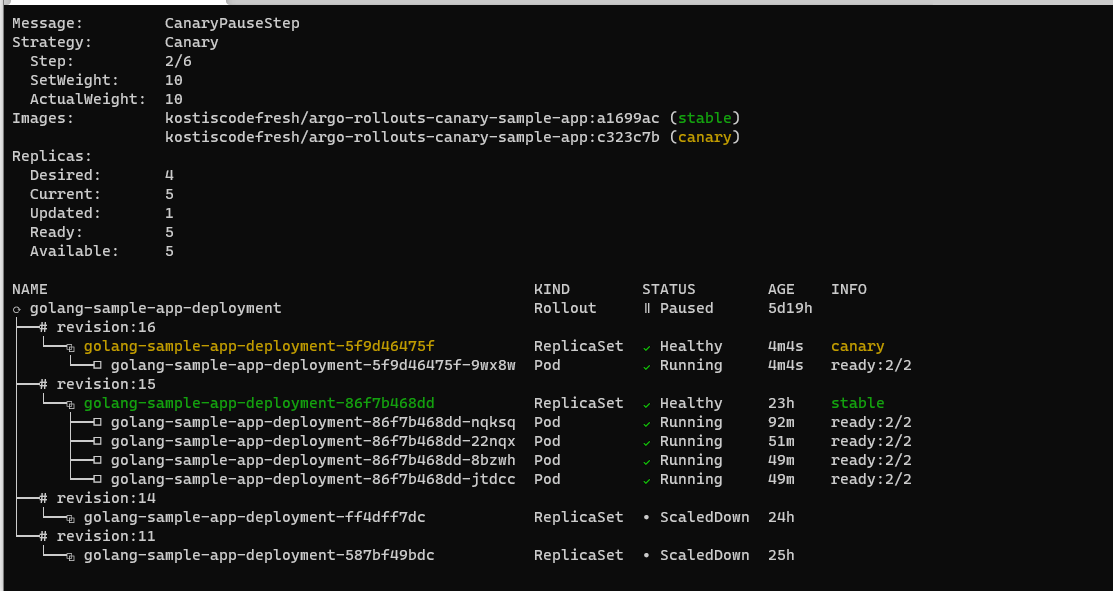 Message: CanaryPauseStep
Strategy: Canary
Step: 2/6
SetWeight: 10
ActualWeight: 10
Images: kostiscodefresh/argo-rollouts-canary-sample-app:a1699ac (stable)
kostiscodefresh/argo-rollouts-canary-sample-app:c323c7b (canary)
Replicas:
Desired: 4
Current: 5
Updated: 1
Ready: 5
Available: 5
NAME KIND STATUS AGE INFO
⟳ golang-sample-app-deployment Rollout ॥ Paused 5d19h
├──# revision:16
│ └──⧉ golang-sample-app-deployment-5f9d46475f ReplicaSet ✔ Healthy 4m4s canary
│ └──□ golang-sample-app-deployment-5f9d46475f-9wx8w Pod ✔ Running 4m4s ready:2/2
├──# revision:15
│ └──⧉ golang-sample-app-deployment-86f7b468dd ReplicaSet ✔ Healthy 23h stable
│ ├──□ golang-sample-app-deployment-86f7b468dd-nqksq Pod ✔ Running 92m ready:2/2
│ ├──□ golang-sample-app-deployment-86f7b468dd-22nqx Pod ✔ Running 51m ready:2/2
│ ├──□ golang-sample-app-deployment-86f7b468dd-8bzwh Pod ✔ Running 49m ready:2/2
│ └──□ golang-sample-app-deployment-86f7b468dd-jtdcc Pod ✔ Running 49m ready:2/2
├──# revision:14
│ └──⧉ golang-sample-app-deployment-ff4dff7dc ReplicaSet • ScaledDown 24h
└──# revision:11
└──⧉ golang-sample-app-deployment-587bf49bdc ReplicaSet • ScaledDown 25h